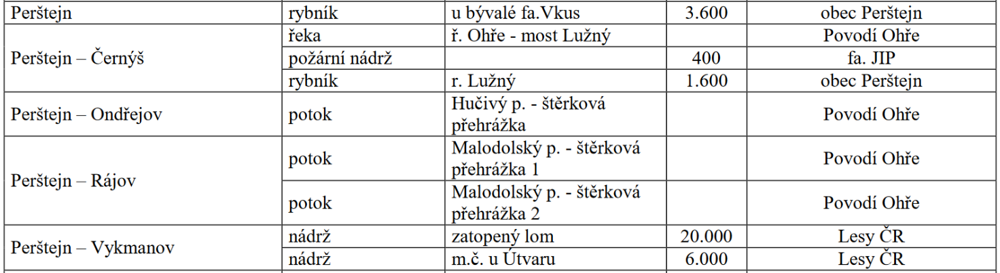 Perštejn rybník u bývalé fa.Vkus 3.600 obec Perštejn
Perštejn – Černýš řeka ř. Ohře - most Lužný Povodí Ohře
požární nádrž 400 fa. JIP
rybník r. Lužný 1.600 obec Perštejn
Perštejn – Ondřejov potok Hučivý p. - štěrková
přehrážka Povodí Ohře
Perštejn – Rájov potok Malodolský p. - štěrková
přehrážka 1 Povodí Ohře
potok Malodolský p. - štěrková
přehrážka 2 Povodí Ohře
Perštejn – Vykmanov nádrž zatopený lom 20.000 Lesy ČR
nádrž m.č. u Útvaru 6.000 Lesy ČR